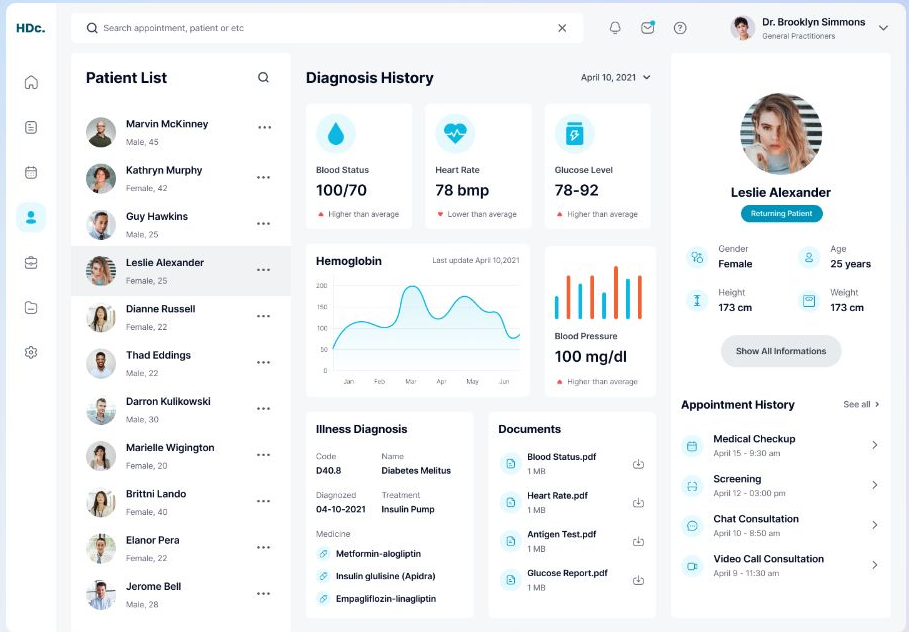 HDc.
Search appointment, patient or etc
Dr. Brooklyn Simmons
General Practitioners
Patient List
Marvin McKinney
Male, 45
Kathryn Murphy
Female, 42
Guy Hawkins
Male, 25
Leslie Alexander
Female, 25
Dianne Russell
Female, 22
Thad Eddings
Male, 22
Darron Kulikowski
Male, 30
Marielle Wigington
Female, 20
Brittni Lando
Female, 40
Elanor Pera
Female, 22
Jerome Bell
Male, 28
Diagnosis History
April 10, 2021
Blood Status
100/70
Higher than average
Heart Rate
78 bmp
Lower than average
Glucose Level
78-92
Higher than average
Hemoglobin
Last update April 10,2021
200
150
100
50
0
Jan Feb Mar Apr May Jun
Blood Pressure
100 mg/dl
Higher than average
Illness Diagnosis
Code Name
D40.8 Diabetes Melitus
Diagnozed Treatment
04-10-2021 Insulin Pump
Medicine
Metformin-alogliptin
Insulin glulisine (Apidra)
Empagliflozin-linagliptin
Documents
Blood Status.pdf
1 MB
Heart Rate.pdf
1 MB
Antigen Test.pdf
1 MB
Glucose Report.pdf
1 MB
Leslie Alexander
Returning Patient
Gender Age
Female 25 years
Height Weight
173 cm 173 cm
Show All Informations
Appointment History
See all
Medical Checkup
April 15 - 9:30 am
Screening
April 12 - 03:00 pm
Chat Consultation
April 10 - 8:50 am
Video Call Consultation
April 9 - 11:30 am